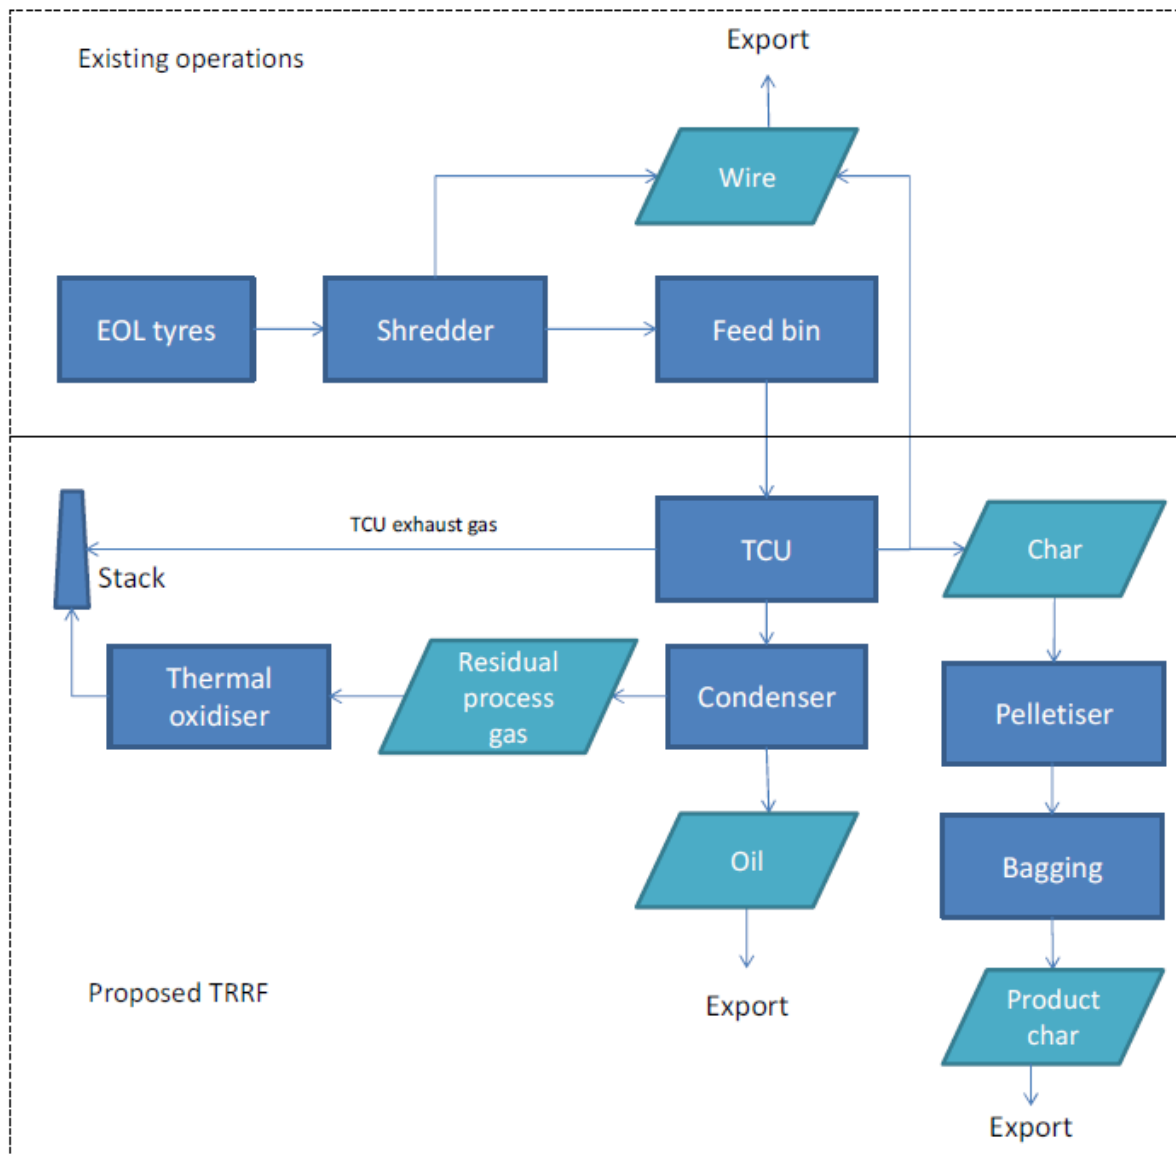 Existing operations
Export
Wire
EOL tyres
Shredder
Feed bin
TCU exhaust gas
TCU
Char
Stack
Thermal
oxidiser
Residual
process
gas
Condenser
Pelletiser
Oil
Bagging
Proposed TRRF
Export
Product
char
Export